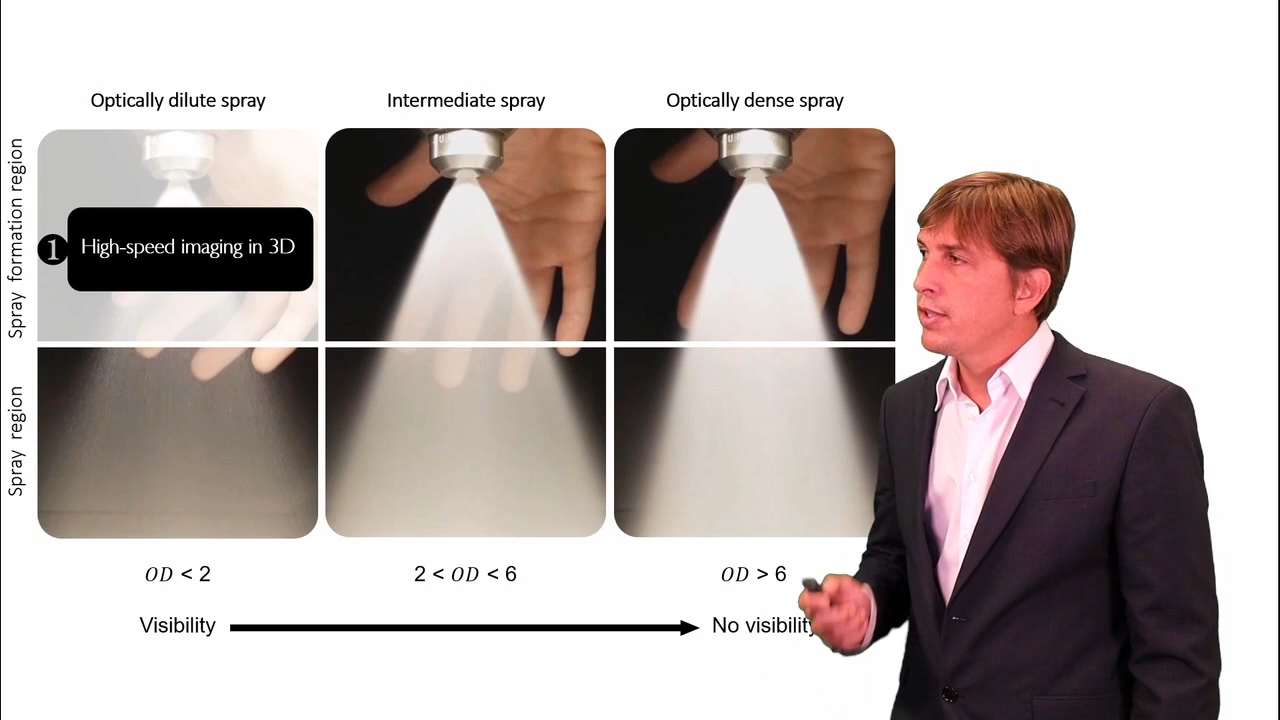 Optically dilute spray
Intermediate spray
Optically dense spray
Spray formation region
1 High-speed imaging in 3D
Spray region
OD < 2
2 < OD < 6
OD > 6
Visibility
No visibility